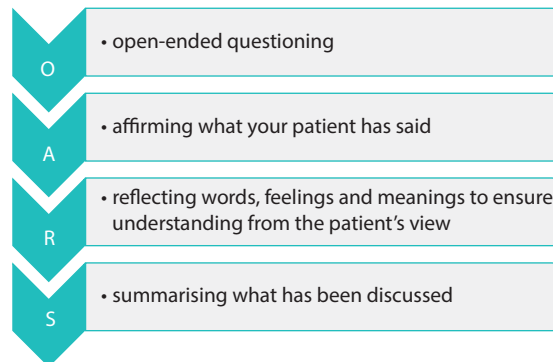 O
• open-ended questioning
A
• affirming what your patient has said
R
• reflecting words, feelings and meanings to ensure
understanding from the patient's view
S
• summarising what has been discussed